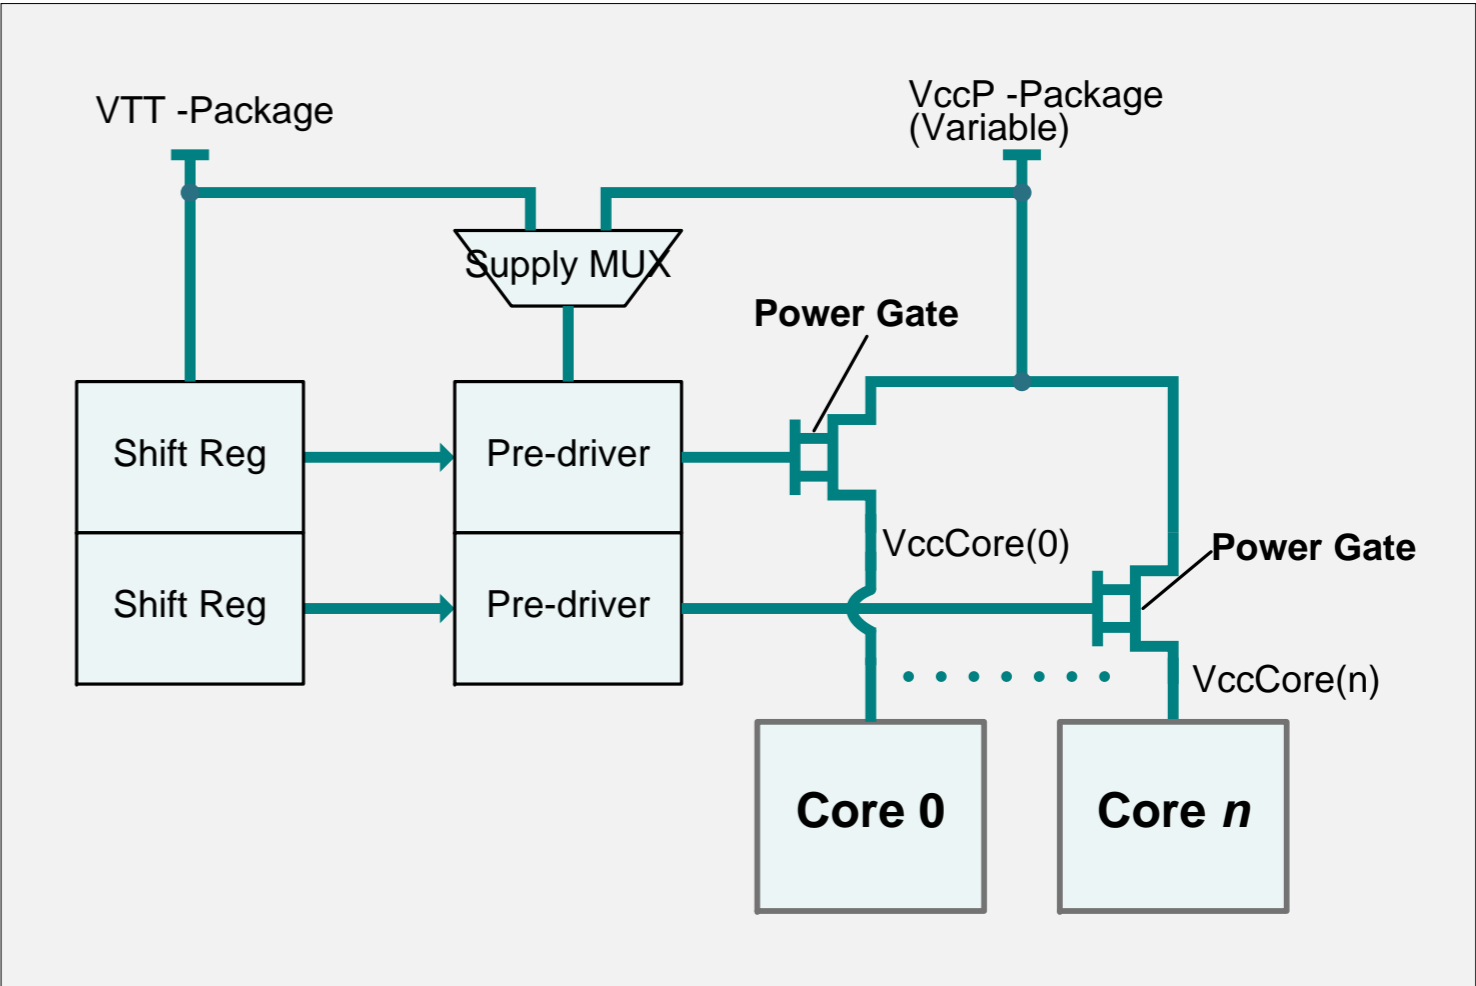 VTT -Package
VccP -Package
(Variable)
Supply MUX
Power Gate
Shift Reg
Pre-driver
VccCore(0)
Power Gate
Shift Reg
Pre-driver
VccCore(n)
Core 0
Core n